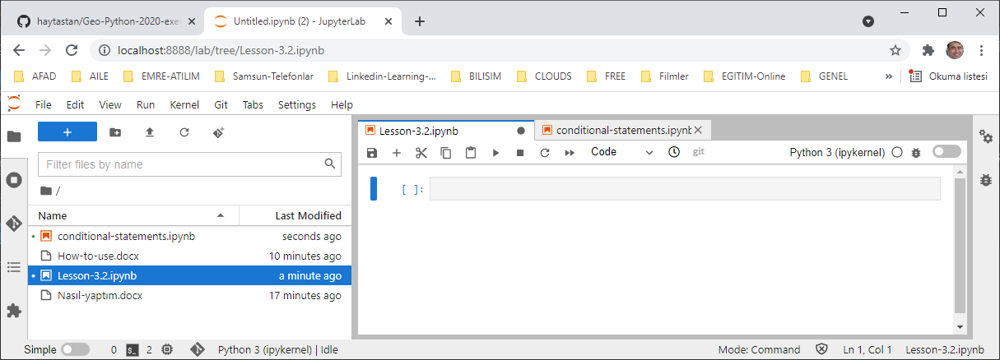 haytastan/Geo-Python-2020-exe
Untitled.ipynb (2) - JupyterLab
localhost:8888/lab/tree/Lesson-3.2.ipynb
AFAD AILE EMRE-ATILIM Samsun-Telefonlar Linkedin-Learning-... BILISIM CLOUDS FREE Filmler EGITIM-Online GENEL » Okuma listesi
File Edit View Run Kernel Git Tabs Settings Help
Filter files by name
/
Name Last Modified
conditional-statements.ipynb seconds ago
How-to-use.docx 10 minutes ago
Lesson-3.2.ipynb a minute ago
Nasıl-yaptım.docx 17 minutes ago
Lesson-3.2.ipynb conditional-statements.ipynb
Code git Python 3 (ipykernel)
[ ]:
Simple 0 $_ 2 Python 3 (ipykernel) | Idle Mode: Command Ln 1, Col 1 Lesson-3.2.ipynb